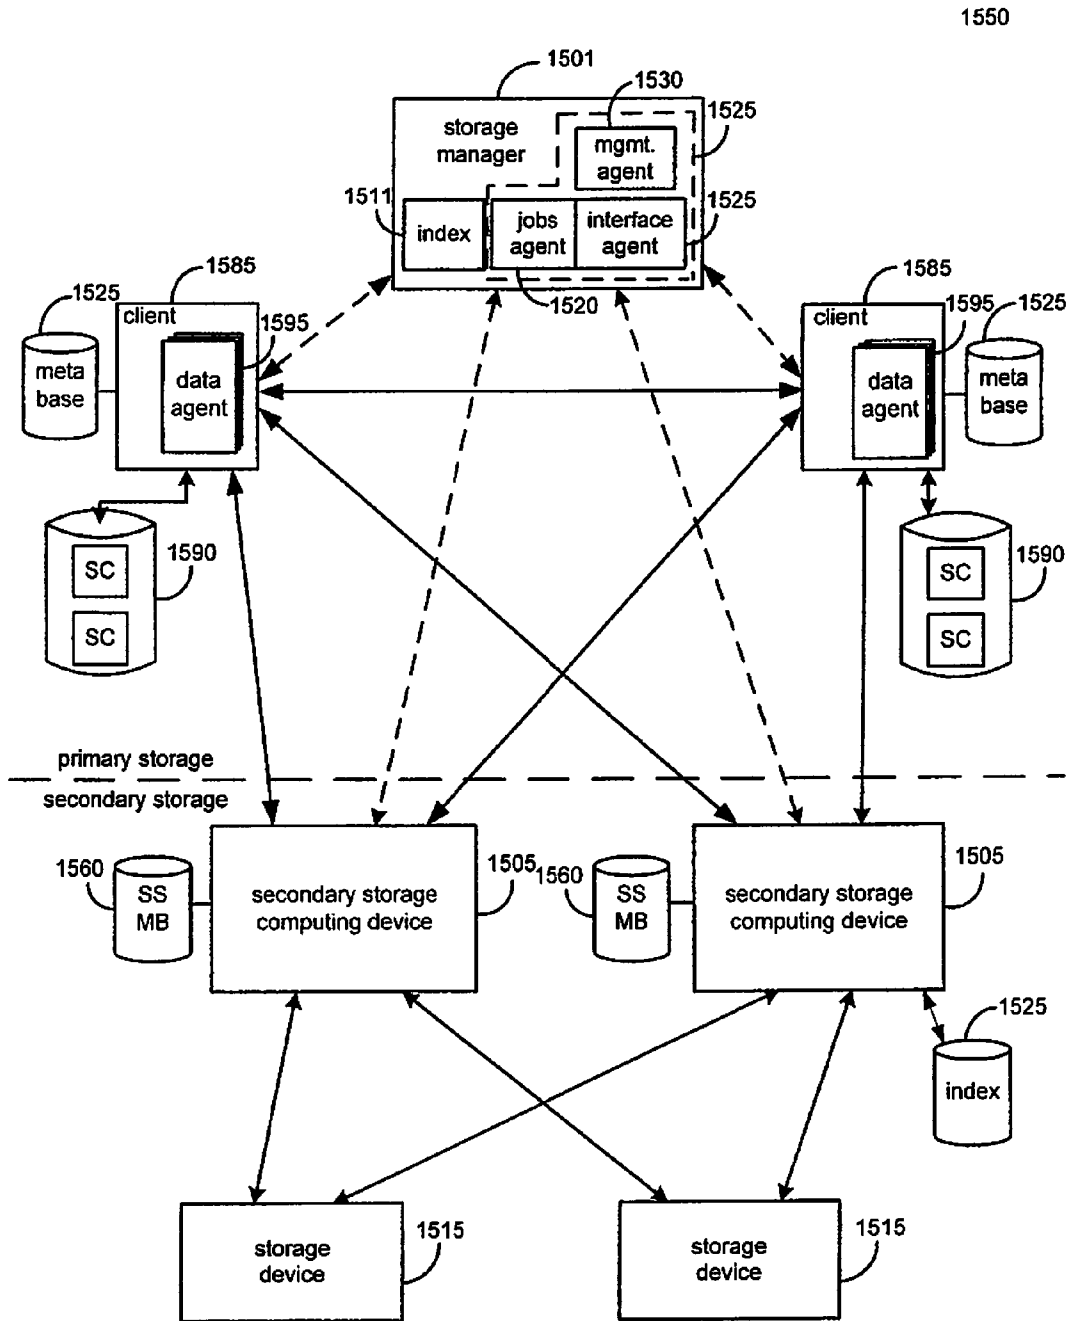 1550
1501
1530
1525
storage
manager
mgmt.
agent
1511
index
jobs
agent
interface
agent
1525
1520
1585
1525
client
1595
meta
base
data
agent
1585
client
1595
1525
data
agent
meta
base
SC
SC
1590
SC
SC
1590
primary storage
secondary storage
1560
SS
MB
secondary storage
computing device
1505
1560
SS
MB
secondary storage
computing device
1505
1525
index
storage
device
1515
storage
device
1515